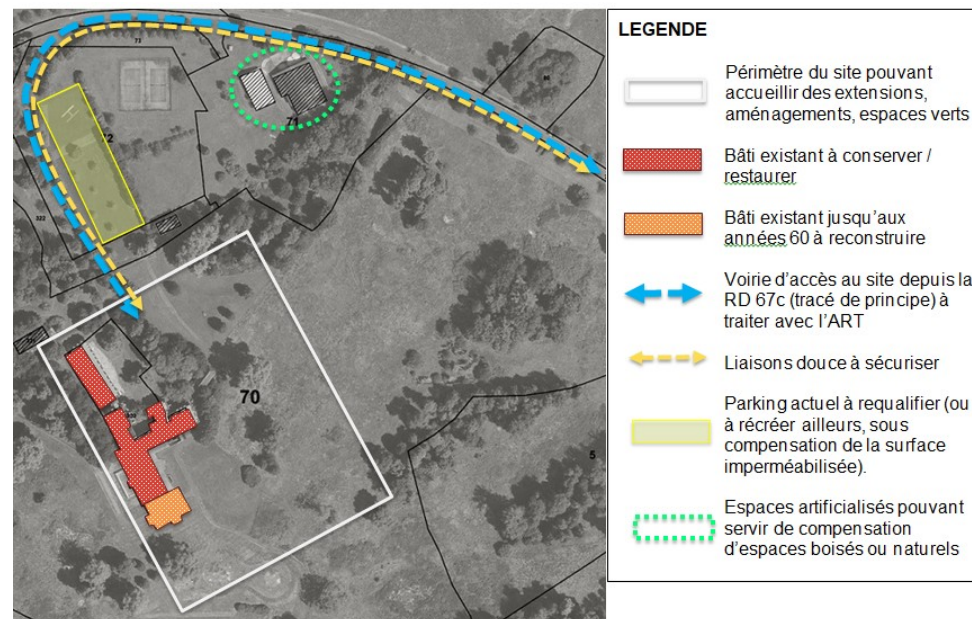 73
72
71
70
5
LEGENDE
Périmètre du site pouvant
accueillir des extensions,
aménagements, espaces verts
Bâti existant à conserver /
restaurer
Bâti existant jusqu'aux
années 60 à reconstruire
Voirie d'accès au site depuis la
RD 67c (tracé de principe) à
traiter avec l'ART
Liaisons douce à sécuriser
Parking actuel à requalifier (ou
à récréer ailleurs, sous
compensation de la surface
imperméabilisée).
Espaces artificialisés pouvant
servir de compensation
d'espaces boisés ou naturels